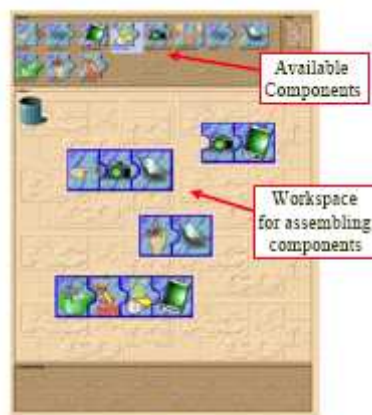 Available
Components
Workspace
for assembling
components